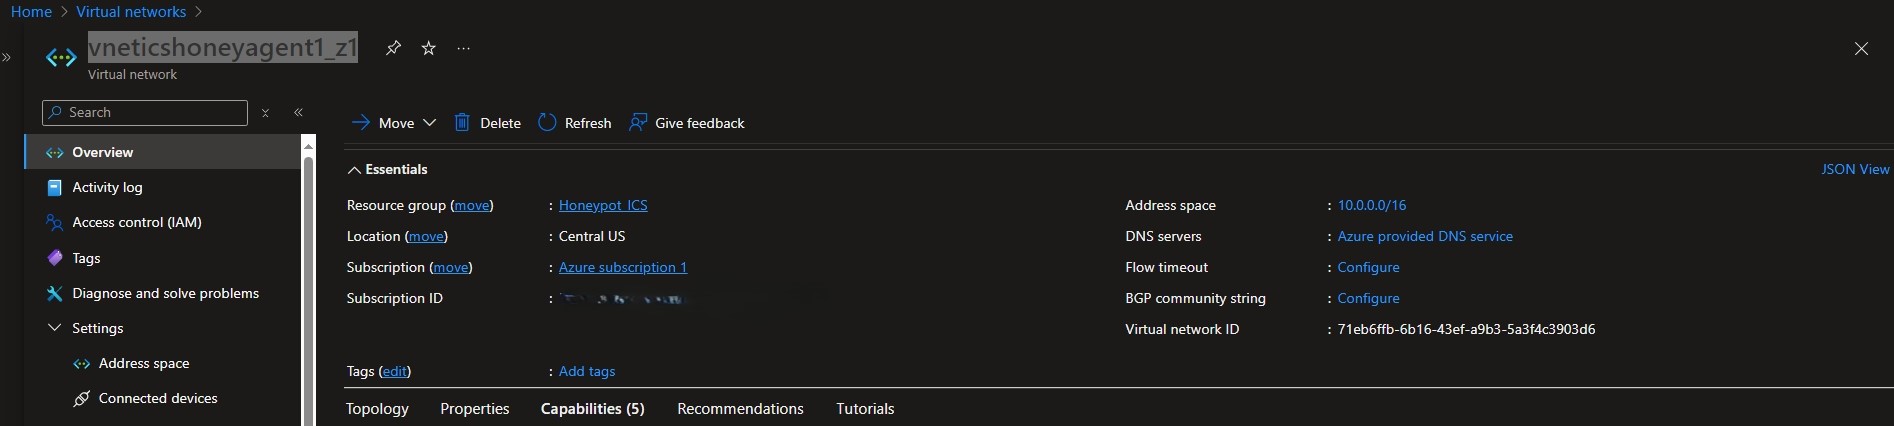 Home > Virtual networks >
vneticshoneyagent1_z1
Virtual network
Search
Overview
Activity log
Access control (IAM)
Tags
Diagnose and solve problems
Settings
Address space
Connected devices
Move Delete Refresh Give feedback
Essentials JSON View
Resource group (move) : Honeypot_ICS
Location (move) : Central US
Subscription (move) : Azure subscription 1
Subscription ID :
Address space : 10.0.0.0/16
DNS servers : Azure provided DNS service
Flow timeout : Configure
BGP community string : Configure
Virtual network ID : 71eb6ffb-6b16-43ef-a9b3-5a3f4c3903d6
Tags (edit) : Add tags
Topology Properties Capabilities (5) Recommendations Tutorials